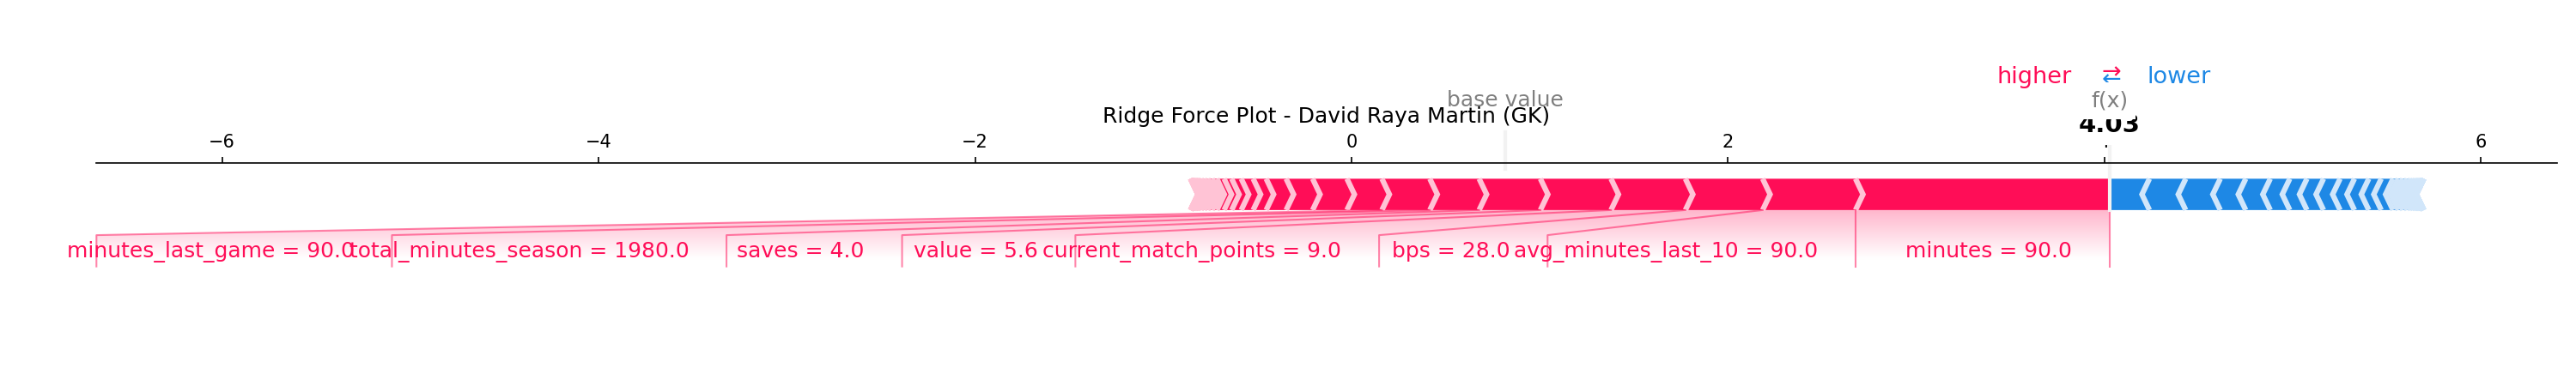 higher ⇄ lower
base value
f(x)
Ridge Force Plot - David Raya Martin (GK)
4.03
−6 −4 −2 0 2 6
minutes_last_game = 90.0 total_minutes_season = 1980.0 saves = 4.0 value = 5.6 current_match_points = 9.0 bps = 28.0 avg_minutes_last_10 = 90.0 minutes = 90.0